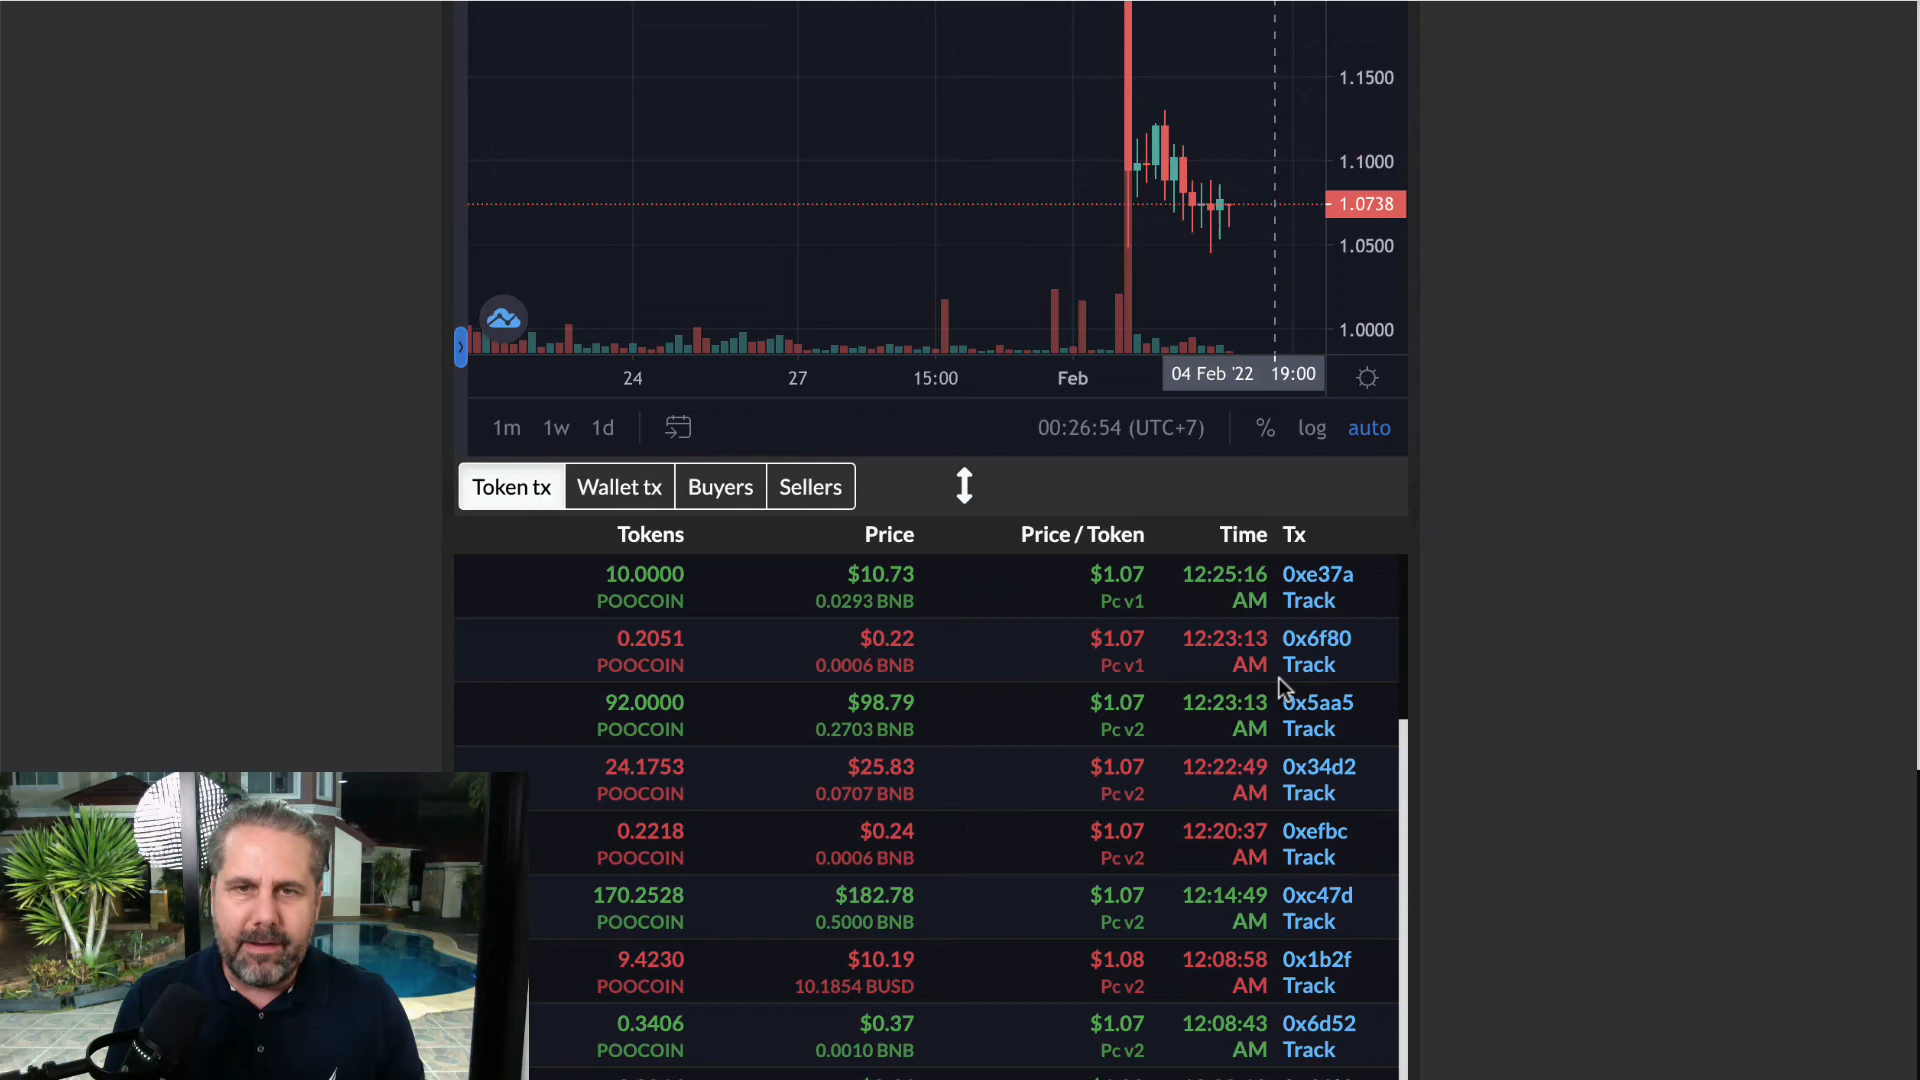 1.1500
1.1000
1.0738
1.0500
1.0000
24 27 15:00 Feb 04 Feb '22 19:00
1m 1w 1d 00:26:54 (UTC+7) % log auto
Token tx Wallet tx Buyers Sellers
Tokens Price Price / Token Time Tx
10.0000 $10.73 $1.07 12:25:16 0xe37a
POOCOIN 0.0293 BNB Pc v1 AM Track
0.2051 $0.22 $1.07 12:23:13 0x6f80
POOCOIN 0.0006 BNB Pc v1 AM Track
92.0000 $98.79 $1.07 12:23:13 0x5aa5
POOCOIN 0.2703 BNB Pc v2 AM Track
24.1753 $25.83 $1.07 12:22:49 0x34d2
POOCOIN 0.0707 BNB Pc v2 AM Track
0.2218 $0.24 $1.07 12:20:37 0xefbc
POOCOIN 0.0006 BNB Pc v2 AM Track
170.2528 $182.78 $1.07 12:14:49 0xc47d
POOCOIN 0.5000 BNB Pc v2 AM Track
9.4230 $10.19 $1.08 12:08:58 0x1b2f
POOCOIN 10.1854 BUSD Pc v2 AM Track
0.3406 $0.37 $1.07 12:08:43 0x6d52
POOCOIN 0.0010 BNB Pc v2 AM Track